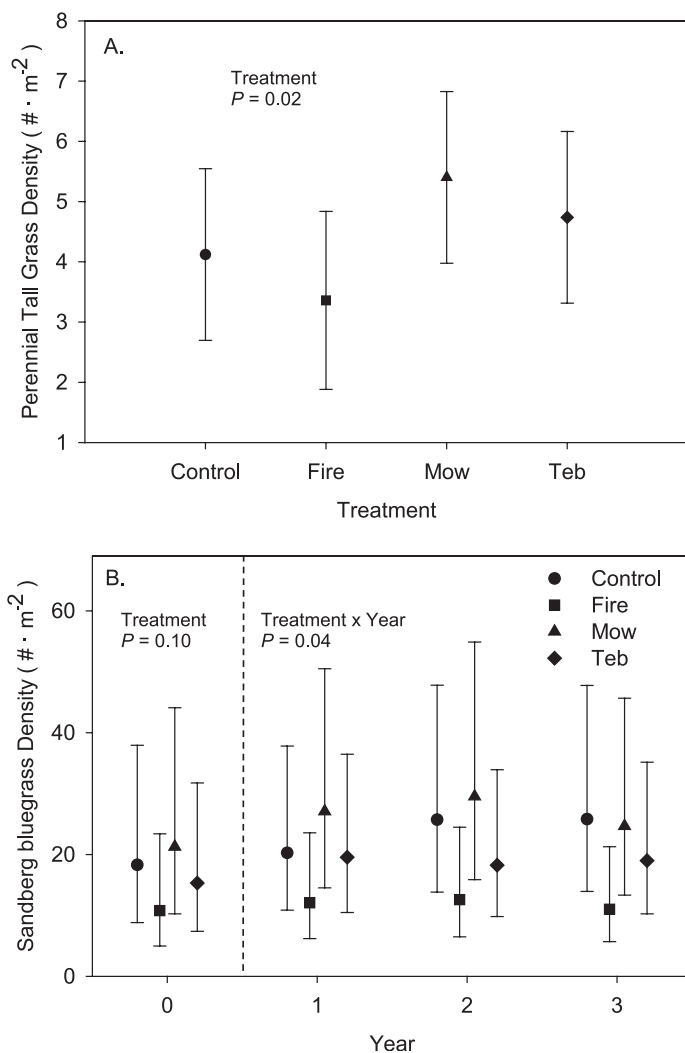 A.
Treatment
P = 0.02
Perennial Tall Grass Density ( # · m-2)
8
7
6
5
4
3
2
1
Control Fire Mow Teb
Treatment
B.
Treatment
P = 0.10
Treatment x Year
P = 0.04
Control
Fire
Mow
Teb
Sandberg bluegrass Density ( # · m-2)
60
40
20
0
0 1 2 3
Year